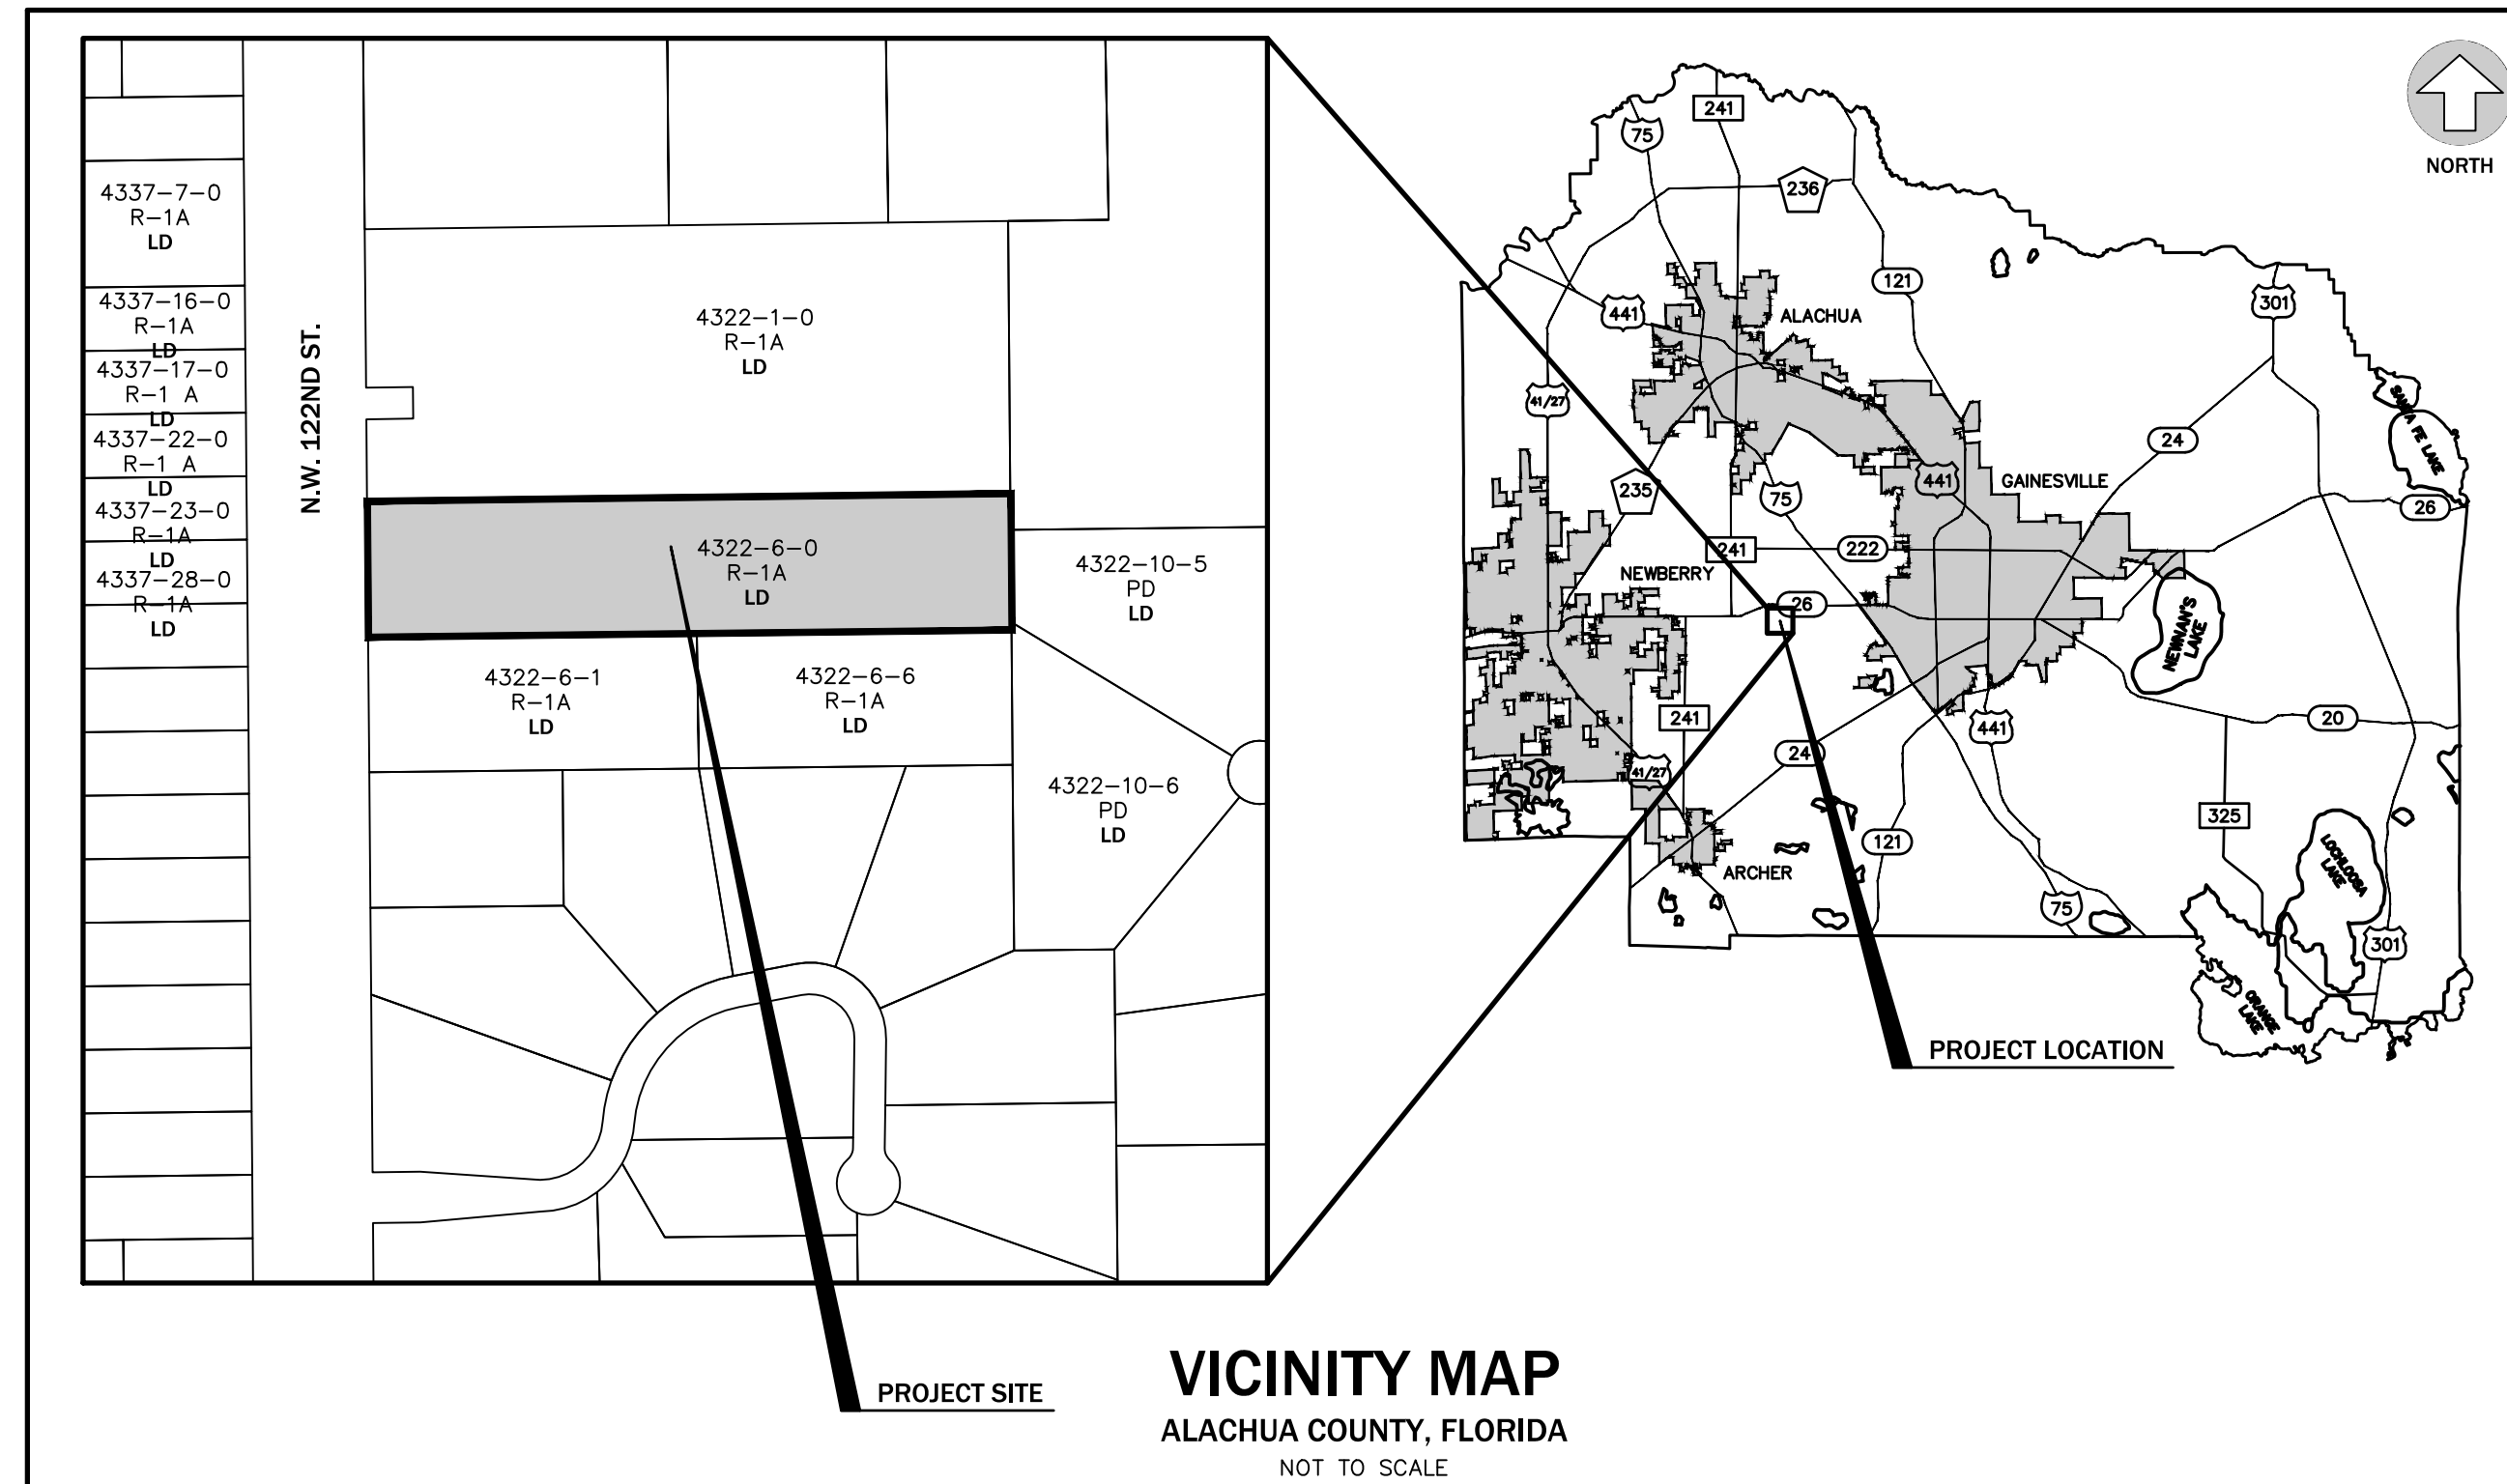 4337-7-0
R-1A
LD
4337-16-0
R-1A
LD
4337-17-0
R-1 A
LD
4337-22-0
R-1 A
LD
4337-23-0
R-1A
LD
4337-28-0
R-1A
LD
N.W. 122ND ST.
4322-1-0
R-1A
LD
4322-6-0
R-1A
LD
4322-10-5
PD
LD
4322-6-1
R-1A
LD
4322-6-6
R-1A
LD
4322-10-6
PD
LD
PROJECT SITE
NORTH
241
75
236
121
441
ALACHUA
301
41/27
SANTA FE LAKE
24
235
75
441
GAINESVILLE
26
241
222
NEWBERRY
26
NEWNAN'S
LAKE
241
24
441
20
41/27
325
121
ARCHER
LOCHLOOSA
LAKE
75
301
ORANGE
LAKE
PROJECT LOCATION
VICINITY MAP
ALACHUA COUNTY, FLORIDA
NOT TO SCALE